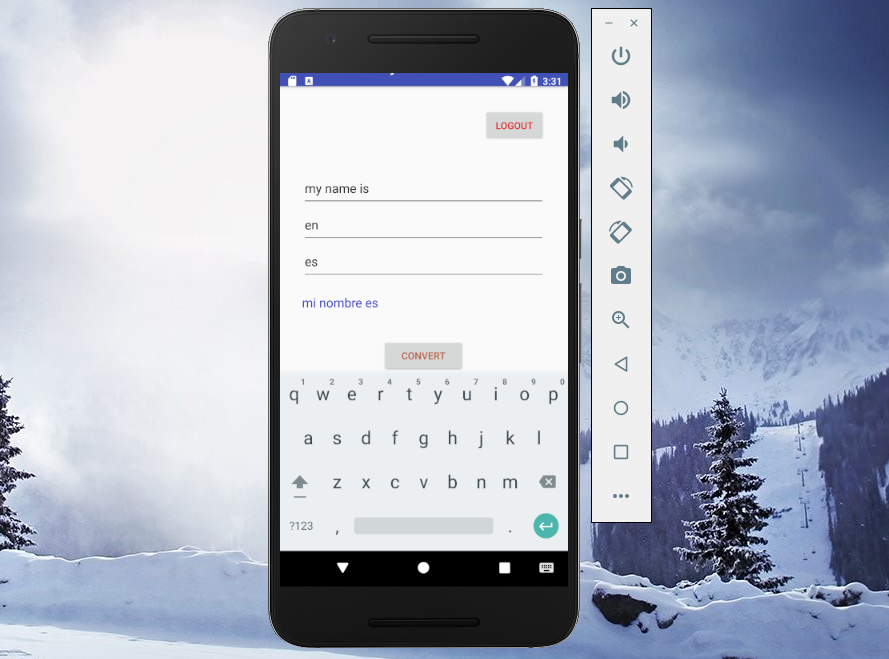 3:31
LOGOUT
my name is
en
es
mi nombre es
CONVERT
1 2 3 4 5 6 7 8 9 0
q w e r t y u i o p
a s d f g h j k l
z x c v b n m
?123 , .